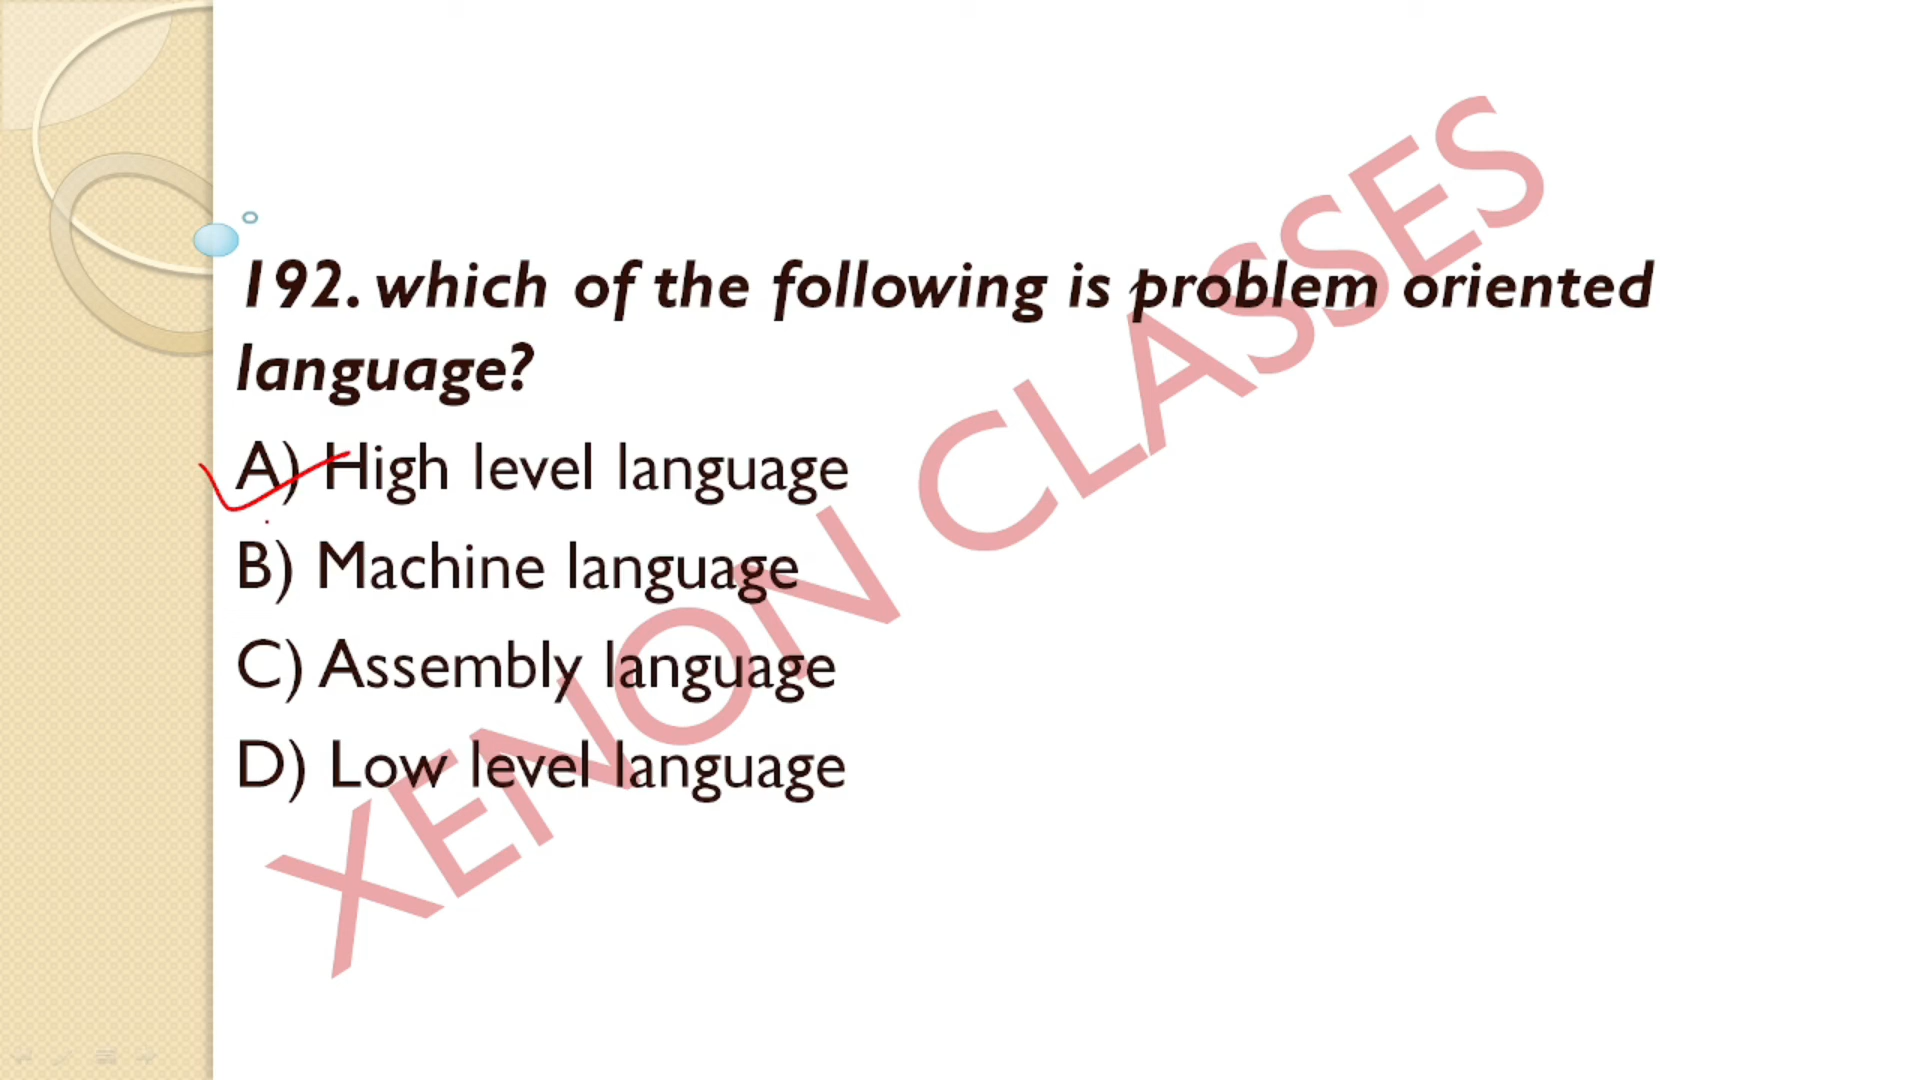 192. which of the following is problem oriented
language?
A) High level language
B) Machine language
C) Assembly language
D) Low level language
XENON CLASSES